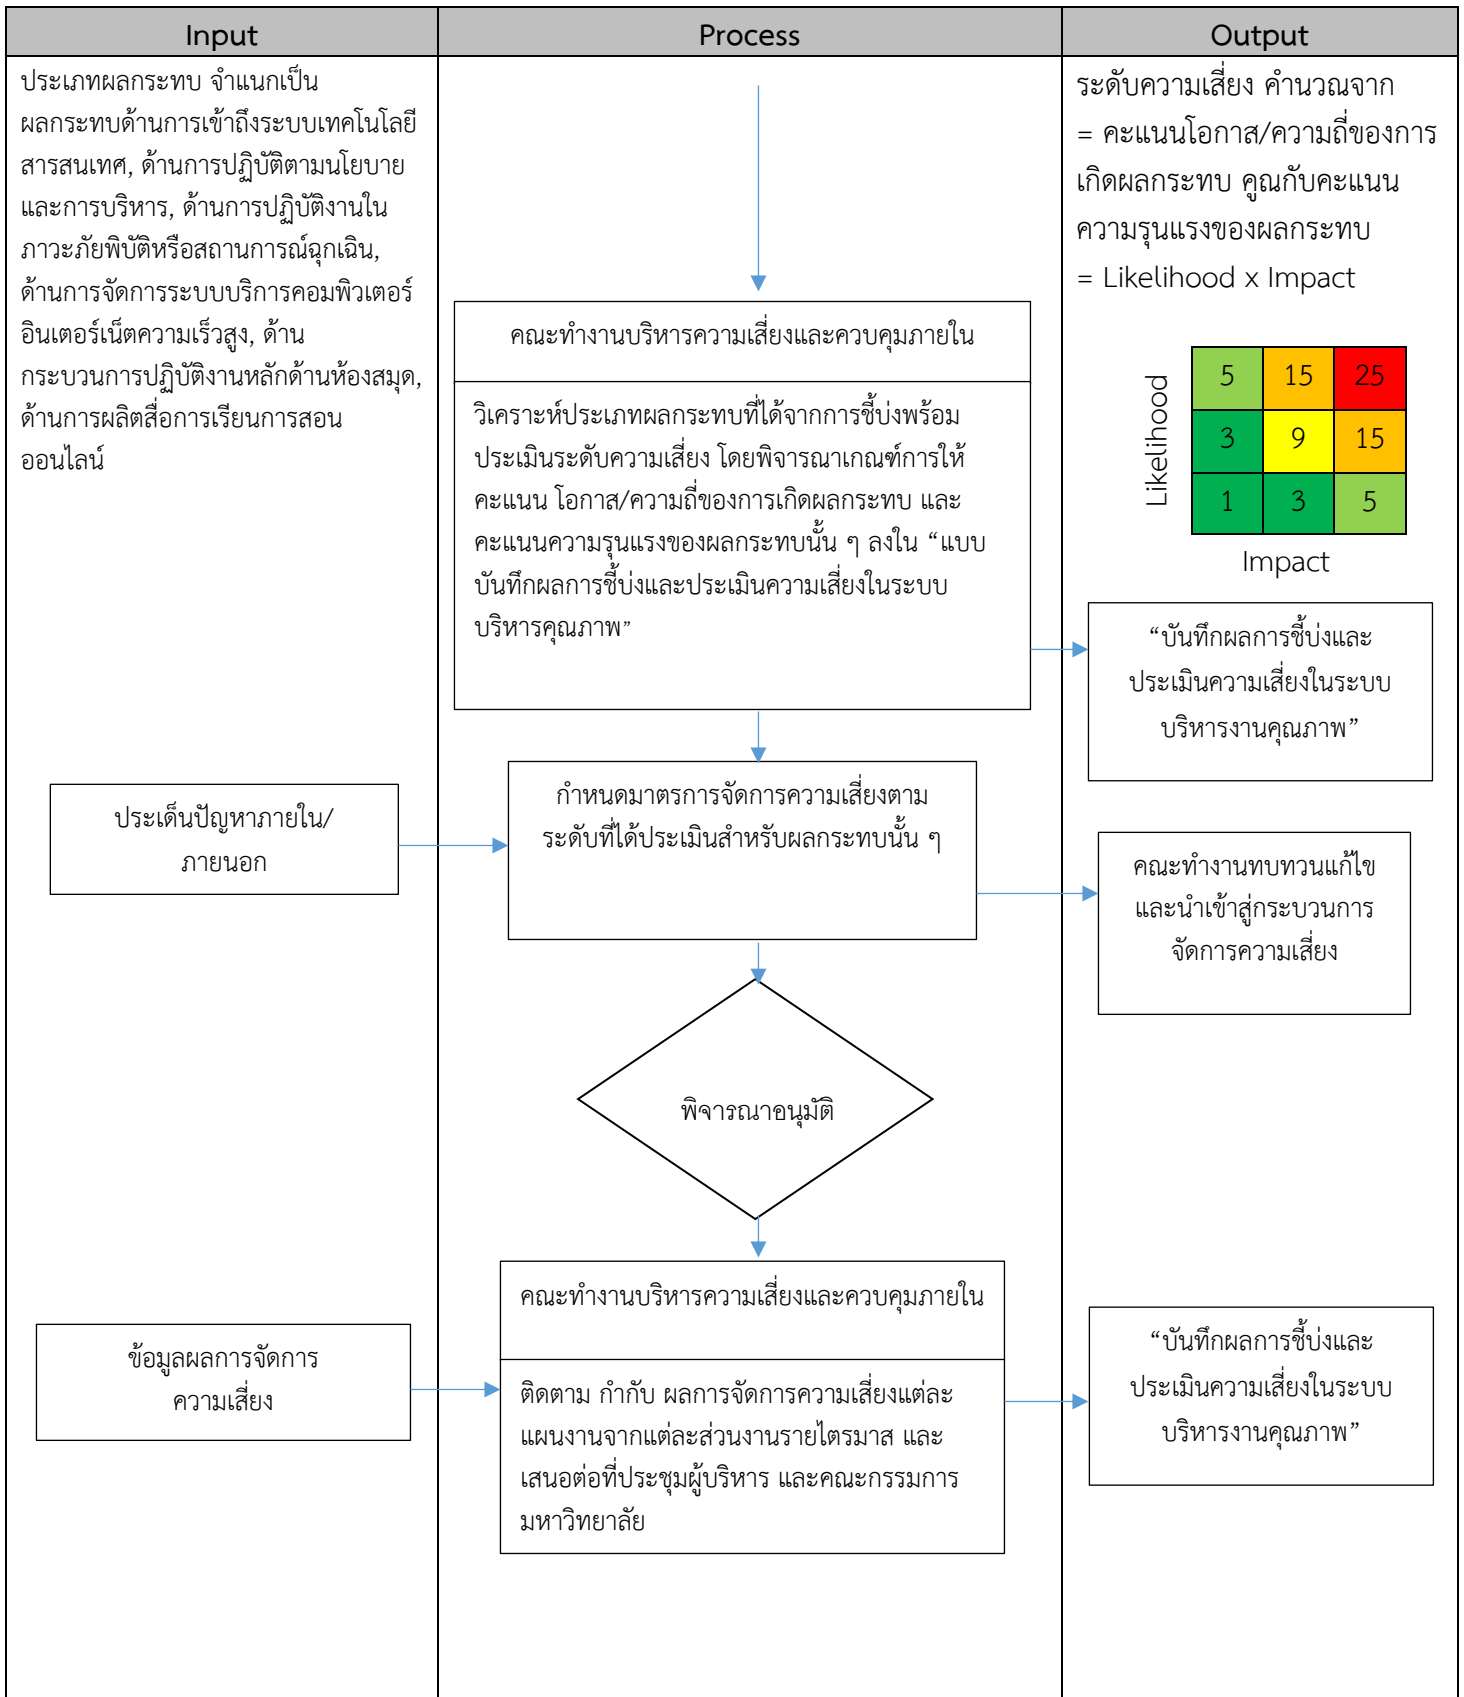 Input
Process
Output
ประเภทผลกระทบ จำแนกเป็น
ผลกระทบด้านการเข้าถึงระบบเทคโนโลยี
สารสนเทศ, ด้านการปฏิบัติตามนโยบาย
และการบริหาร, ด้านการปฏิบัติงานใน
ภาวะภัยพิบัติหรือสถานการณ์ฉุกเฉิน,
ด้านการจัดการระบบบริการคอมพิวเตอร์
อินเตอร์เน็ตความเร็วสูง, ด้าน
กระบวนการปฏิบัติงานหลักด้านห้องสมุด,
ด้านการผลิตสื่อการเรียนการสอน
ออนไลน์
ระดับความเสี่ยง คำนวณจาก
= คะแนนโอกาส/ความถี่ของการ
เกิดผลกระทบ คูณกับคะแนน
ความรุนแรงของผลกระทบ
= Likelihood x Impact
Likelihood
5 15 25
3 9 15
1 3 5
Impact
คณะทำงานบริหารความเสี่ยงและควบคุมภายใน
วิเคราะห์ประเภทผลกระทบที่ได้จากการชี้บ่งพร้อม
ประเมินระดับความเสี่ยง โดยพิจารณาเกณฑ์การให้
คะแนน โอกาส/ความถี่ของการเกิดผลกระทบ และ
คะแนนความรุนแรงของผลกระทบนั้น ๆ ลงใน “แบบ
บันทึกผลการชี้บ่งและประเมินความเสี่ยงในระบบ
บริหารคุณภาพ”
“บันทึกผลการชี้บ่งและ
ประเมินความเสี่ยงในระบบ
บริหารงานคุณภาพ”
ประเด็นปัญหาภายใน/
ภายนอก
กำหนดมาตรการจัดการความเสี่ยงตาม
ระดับที่ได้ประเมินสำหรับผลกระทบนั้น ๆ
คณะทำงานทบทวนแก้ไข
และนำเข้าสู่กระบวนการ
จัดการความเสี่ยง
พิจารณาอนุมัติ
คณะทำงานบริหารความเสี่ยงและควบคุมภายใน
ข้อมูลผลการจัดการ
ความเสี่ยง
ติดตาม กำกับ ผลการจัดการความเสี่ยงแต่ละ
แผนงานจากแต่ละส่วนงานรายไตรมาส และ
เสนอต่อที่ประชุมผู้บริหาร และคณะกรรมการ
มหาวิทยาลัย
“บันทึกผลการชี้บ่งและ
ประเมินความเสี่ยงในระบบ
บริหารงานคุณภาพ”